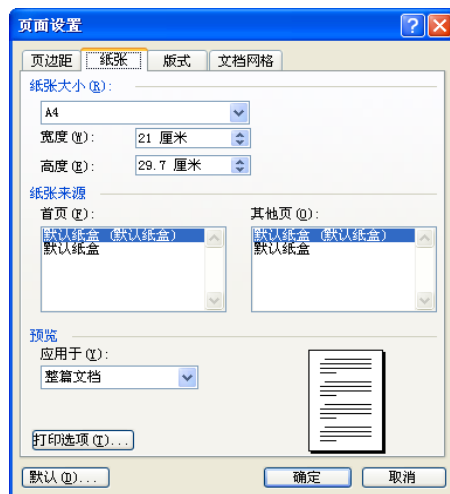 页面设置
页边距 纸张 版式 文档网格
纸张大小(R):
A4
宽度(W): 21 厘米
高度(E): 29.7 厘米
纸张来源
首页(F): 其他页(O):
默认纸盒 (默认纸盒) 默认纸盒 (默认纸盒)
默认纸盒 默认纸盒
预览
应用于(Y):
整篇文档
打印选项(T)...
默认(D)... 确定 取消